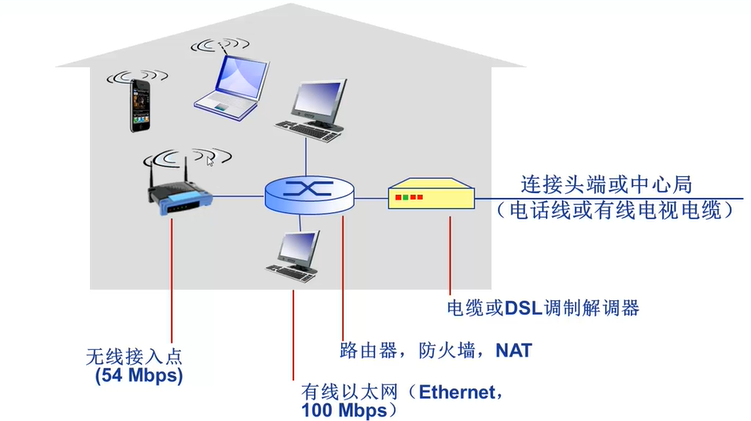 连接头端或中心局
（电话线或有线电视电缆）
电缆或DSL调制解调器
路由器，防火墙，NAT
无线接入点
(54 Mbps)
有线以太网（Ethernet，
100 Mbps）